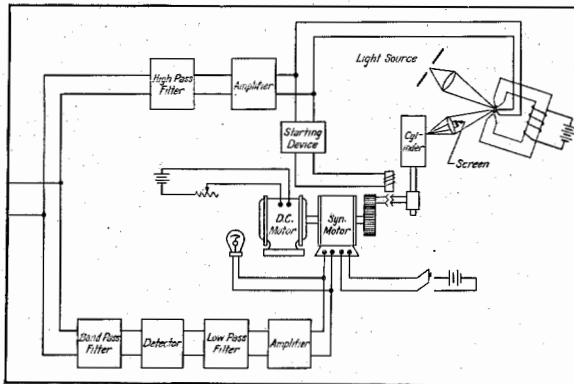 Light Source
High Pass
Filter
Amplifier
Starting
Device
Cyl-
inder
Screen
D.C.
Motor
Syn.
Motor
Band Pass
Filter
Detector
Low Pass
Filter
Amplifier